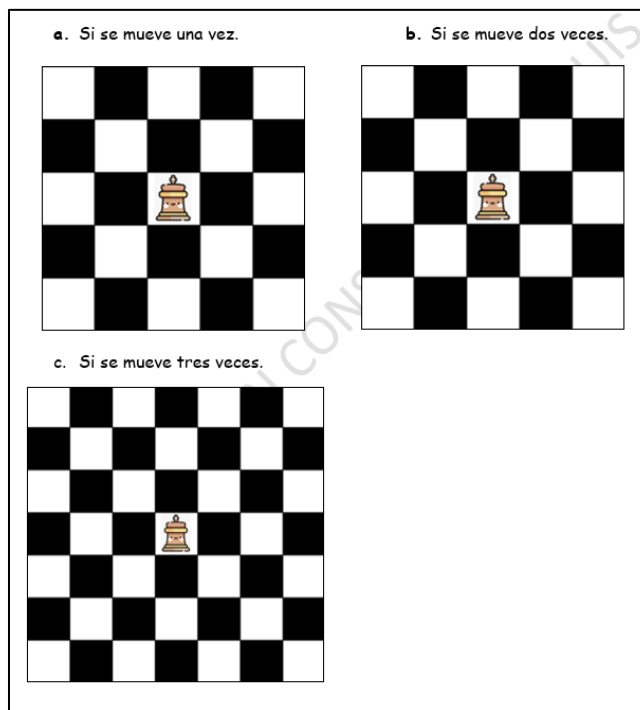 a. Si se mueve una vez.
b. Si se mueve dos veces.
c. Si se mueve tres veces.